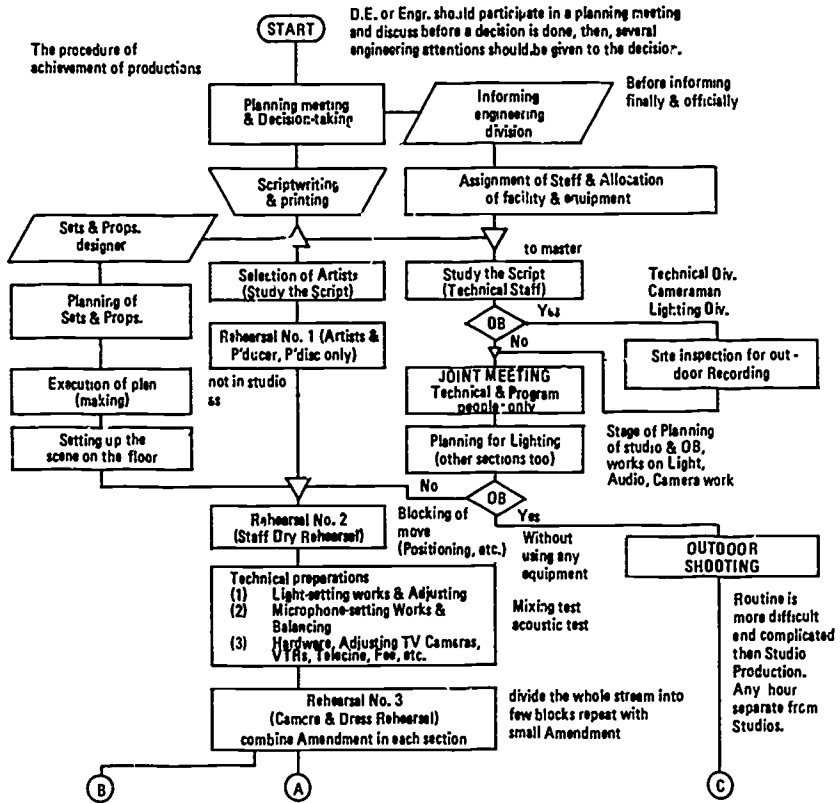 START
D.E. or Engr. should participate in a planning meeting
and discuss before a decision is done, then, several
engineering attentions should be given to the decision.
The procedure of
achievement of productions
Planning meeting
& Decision-taking
Informing
engineering
division
Before informing
finally & officially
Scriptwriting
& printing
Assignment of Staff & Allocation
of facility & equipment
Sets & Props.
designer
to master
Selection of Artists
(Study the Script)
Study the Script
(Technical Staff)
Technical Div.
Cameraman
Lighting Div.
Planning of
Sets & Props.
OB
Yes
No
Rehearsal No. 1 (Artists &
P'ducer, P'disc only)
Site inspection for out -
door Recording
not in studio
as
JOINT MEETING
Technical & Program
people-only
Execution of plan
(making)
Setting up the
scene on the floor
Planning for Lighting
(other sections too)
Stage of Planning
of studio & OB,
works on Light,
Audio, Camera work
No
OB
Yes
Rehearsal No. 2
(Staff Dry Rehearsal)
Blocking of
move
(Positioning, etc.)
Without
using any
equipment
OUTDOOR
SHOOTING
Technical preparations
(1) Light-setting works & Adjusting
(2) Microphone-setting Works &
Balancing
(3) Hardware, Adjusting TV Cameras,
VTRs, Telecine, Fee, etc.
Mixing test
acoustic test
Routine is
more difficult
end complicated
then Studio
Production.
Any hour
separate from
Studios.
Rehearsal No. 3
(Camore & Dress Rehearsal)
combine Amendment in each section
divide the whole stream into
few blocks repeat with
small Amendment
B
A
C